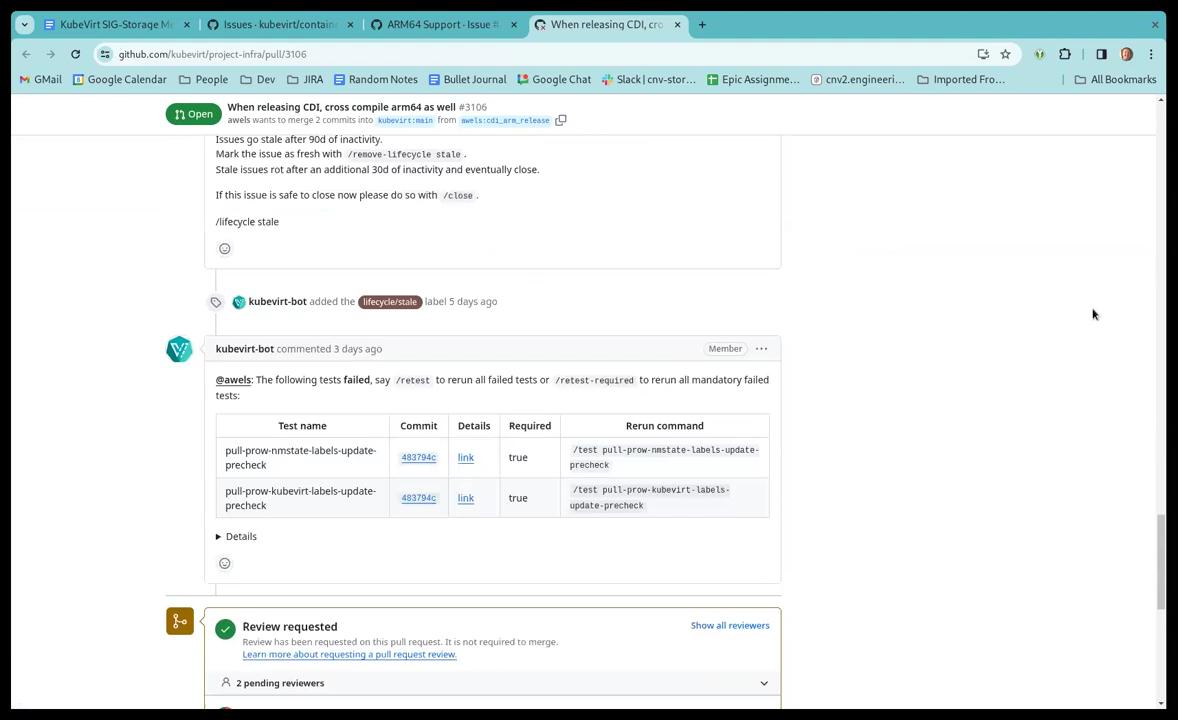 KubeVirt SIG-Storage Me
Issues · kubevirt/contain
ARM64 Support · Issue #
When releasing CDI, cro
github.com/kubevirt/project-infra/pull/3106
GMail
Google Calendar
People
Dev
JIRA
Random Notes
Bullet Journal
Google Chat
Slack | cnv-stor...
Epic Assignme...
cnv2.engineeri...
Imported Fro...
All Bookmarks
Open
When releasing CDI, cross compile arm64 as well #3106
awels wants to merge 2 commits into kubevirt:main from awels:cdi_arm_release
Issues go stale after 90d of inactivity.
Mark the issue as fresh with /remove-lifecycle stale .
Stale issues rot after an additional 30d of inactivity and eventually close.
If this issue is safe to close now please do so with /close .
/lifecycle stale
kubevirt-bot added the lifecycle/stale label 5 days ago
kubevirt-bot commented 3 days ago
Member
@awels: The following tests failed, say /retest to rerun all failed tests or /retest-required to rerun all mandatory failed
tests:
Test name Commit Details Required Rerun command
pull-prow-nmstate-labels-update-
precheck
483794c link true
/test pull-prow-nmstate-labels-update-
precheck
pull-prow-kubevirt-labels-update-
precheck
483794c link true
/test pull-prow-kubevirt-labels-
update-precheck
Details
Review requested
Show all reviewers
Review has been requested on this pull request. It is not required to merge.
Learn more about requesting a pull request review.
2 pending reviewers